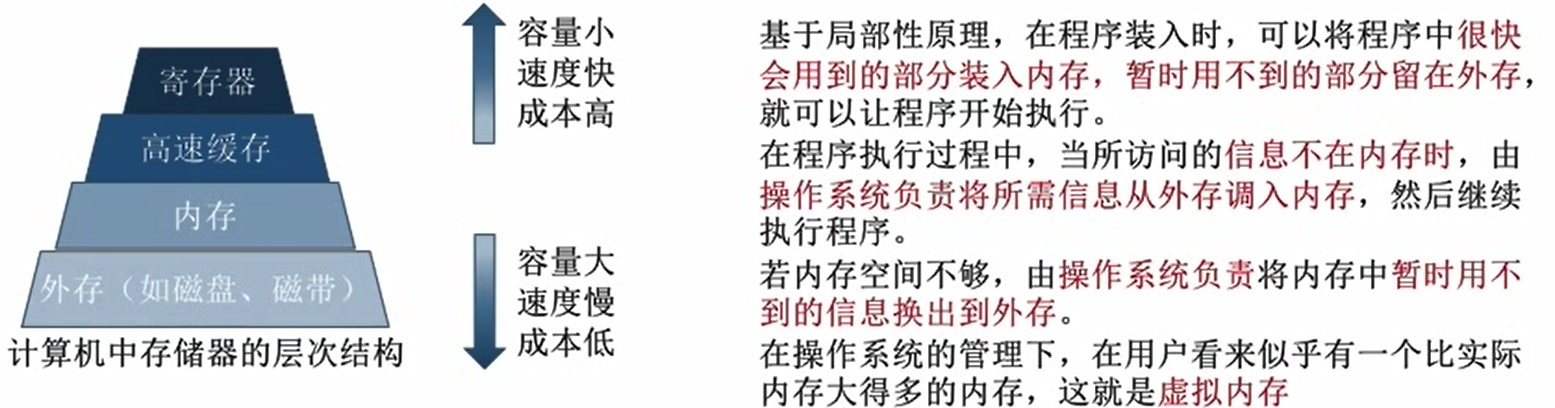 寄存器
高速缓存
内存
外存（如磁盘、磁带）
计算机中存储器的层次结构
容量小
速度快
成本高
容量大
速度慢
成本低
基于局部性原理，在程序装入时，可以将程序中很快
会用到的部分装入内存，暂时用不到的部分留在外存，
就可以让程序开始执行。
在程序执行过程中，当所访问的信息不在内存时，由
操作系统负责将所需信息从外存调入内存，然后继续
执行程序。
若内存空间不够，由操作系统负责将内存中暂时用不
到的信息换出到外存。
在操作系统的管理下，在用户看来似乎有一个比实际
内存大得多的内存，这就是虚拟内存